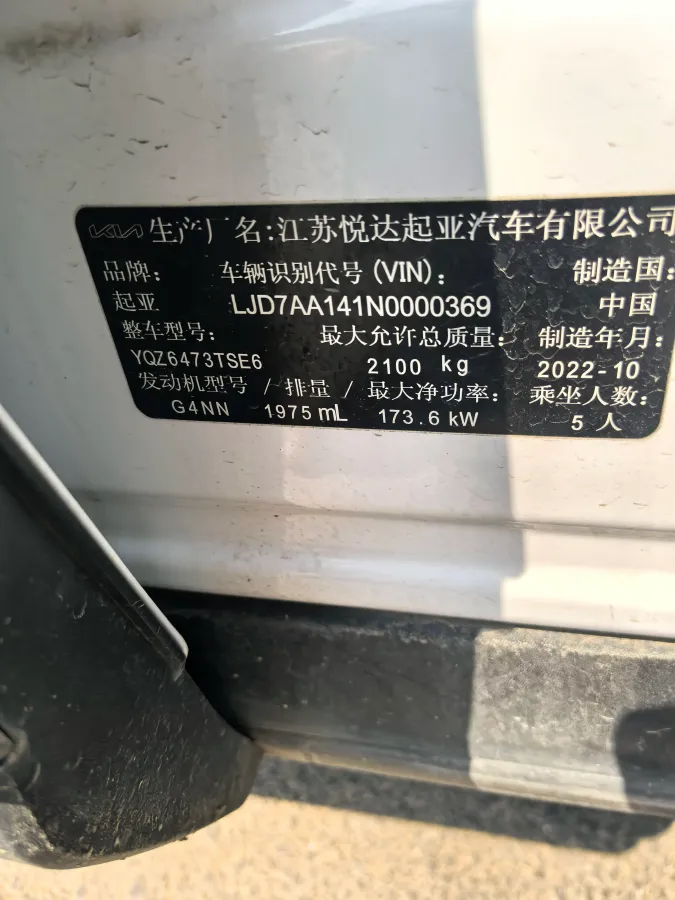 KIA 生产厂名:江苏悦达起亚汽车有限公司
品牌: 车辆识别代号(VIN): 制造国:
起亚 LJD7AA141N0000369 中国
整车型号: 最大允许总质量: 制造年月:
YQZ6473TSE6 2100 kg 2022-10
发动机型号 / 排量 / 最大净功率: 乘坐人数:
G4NN 1975 mL 173.6 kW 5 人